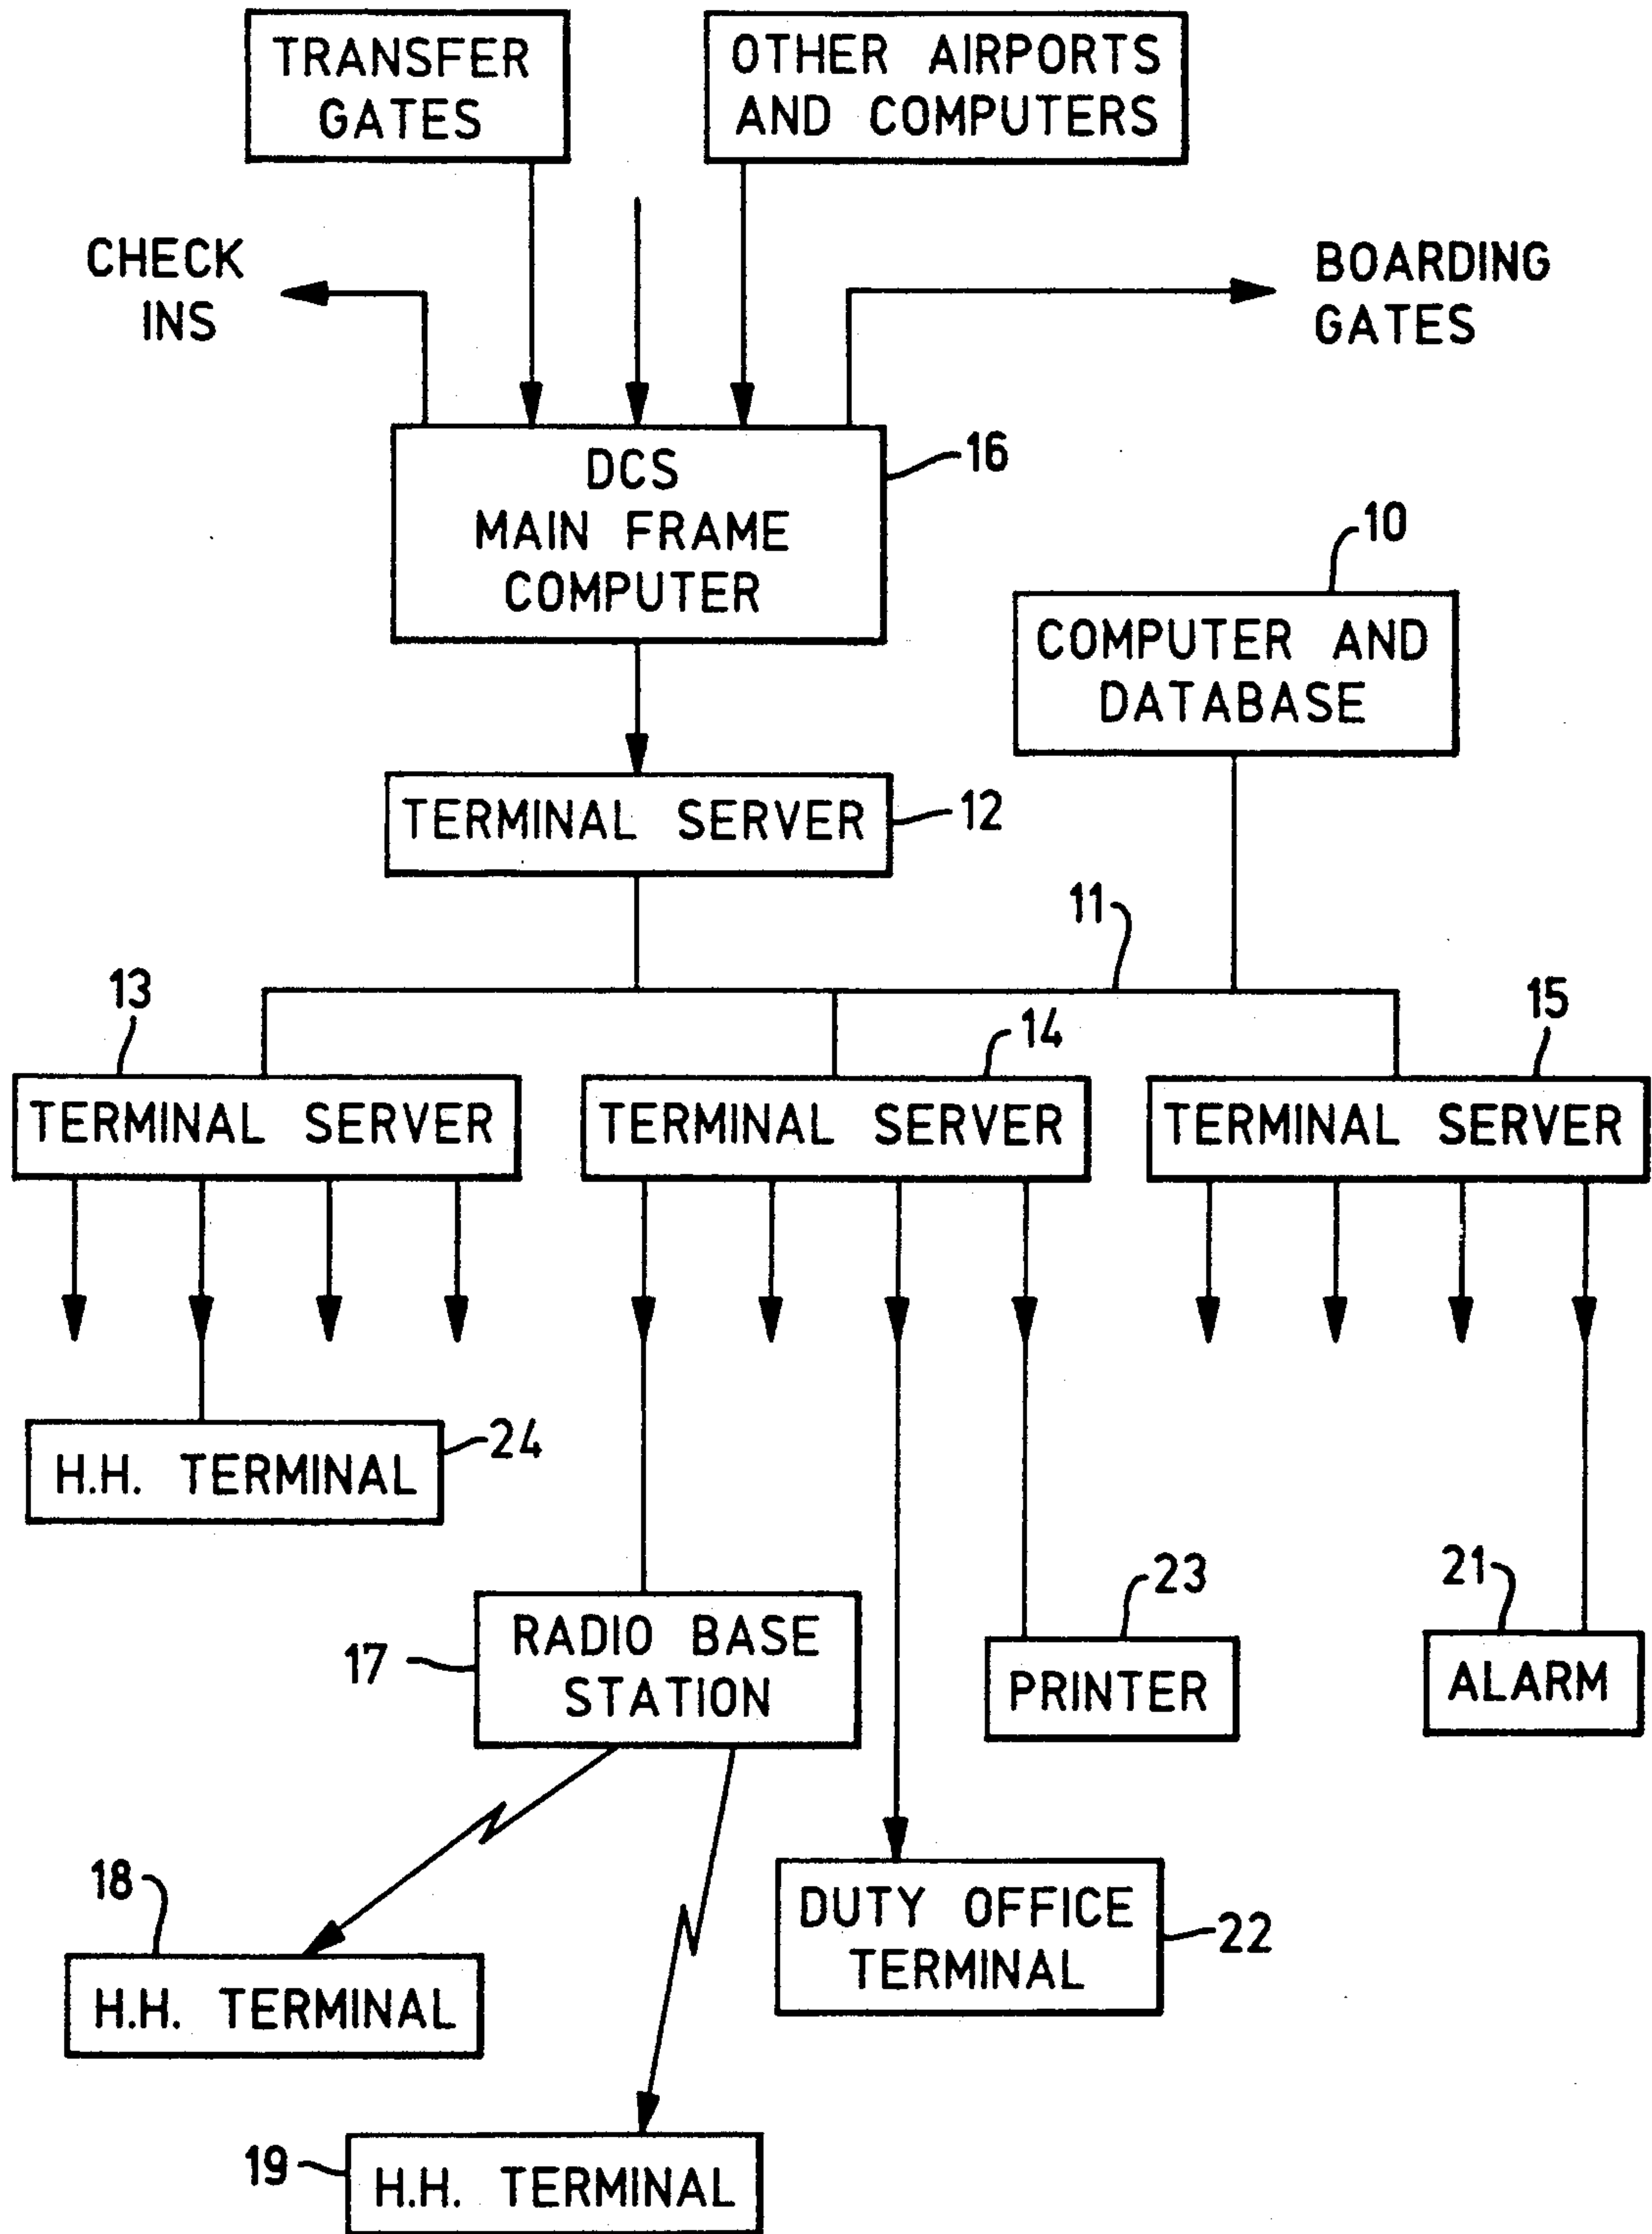 TRANSFER
GATES
OTHER AIRPORTS
AND COMPUTERS
CHECK
INS
BOARDING
GATES
DCS
MAIN FRAME
COMPUTER
16
10
COMPUTER AND
DATABASE
TERMINAL SERVER
12
11
13
14
15
TERMINAL SERVER
TERMINAL SERVER
TERMINAL SERVER
H.H. TERMINAL
24
17
RADIO BASE
STATION
23
PRINTER
21
ALARM
18
H.H. TERMINAL
DUTY OFFICE
TERMINAL
22
19
H.H. TERMINAL